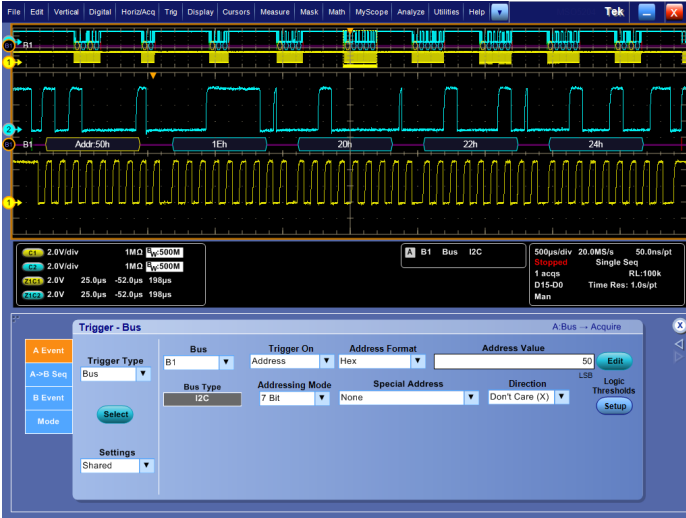 File Edit Vertical Digital Horiz/Acq Trig Display Cursors Measure Mask Math MyScope Analyze Utilities Help Tek X
B1 B1
1
2
B1 B1 Addr:50h 1Eh 20h 22h 24h
1
C1 2.0V/div 1MΩ BW:500M
C2 2.0V/div 1MΩ BW:500M
Z1C1 2.0V 25.0µs -52.0µs 198µs
Z1C2 2.0V 25.0µs -52.0µs 198µs
A B1 Bus I2C
500µs/div 20.0MS/s 50.0ns/pt
Stopped Single Seq
1 acqs RL:100k
D15-D0 Time Res: 1.0s/pt
Man
Trigger - Bus A:Bus → Acquire X
A Event
A->B Seq
B Event
Mode
Trigger Type
Bus
Select
Settings
Shared
Bus
B1
Bus Type
I2C
Trigger On
Address
Address Format
Hex
Address Value
50 Edit
LSB
Addressing Mode
7 Bit
Special Address
None
Direction
Don't Care (X)
Logic
Thresholds
Setup